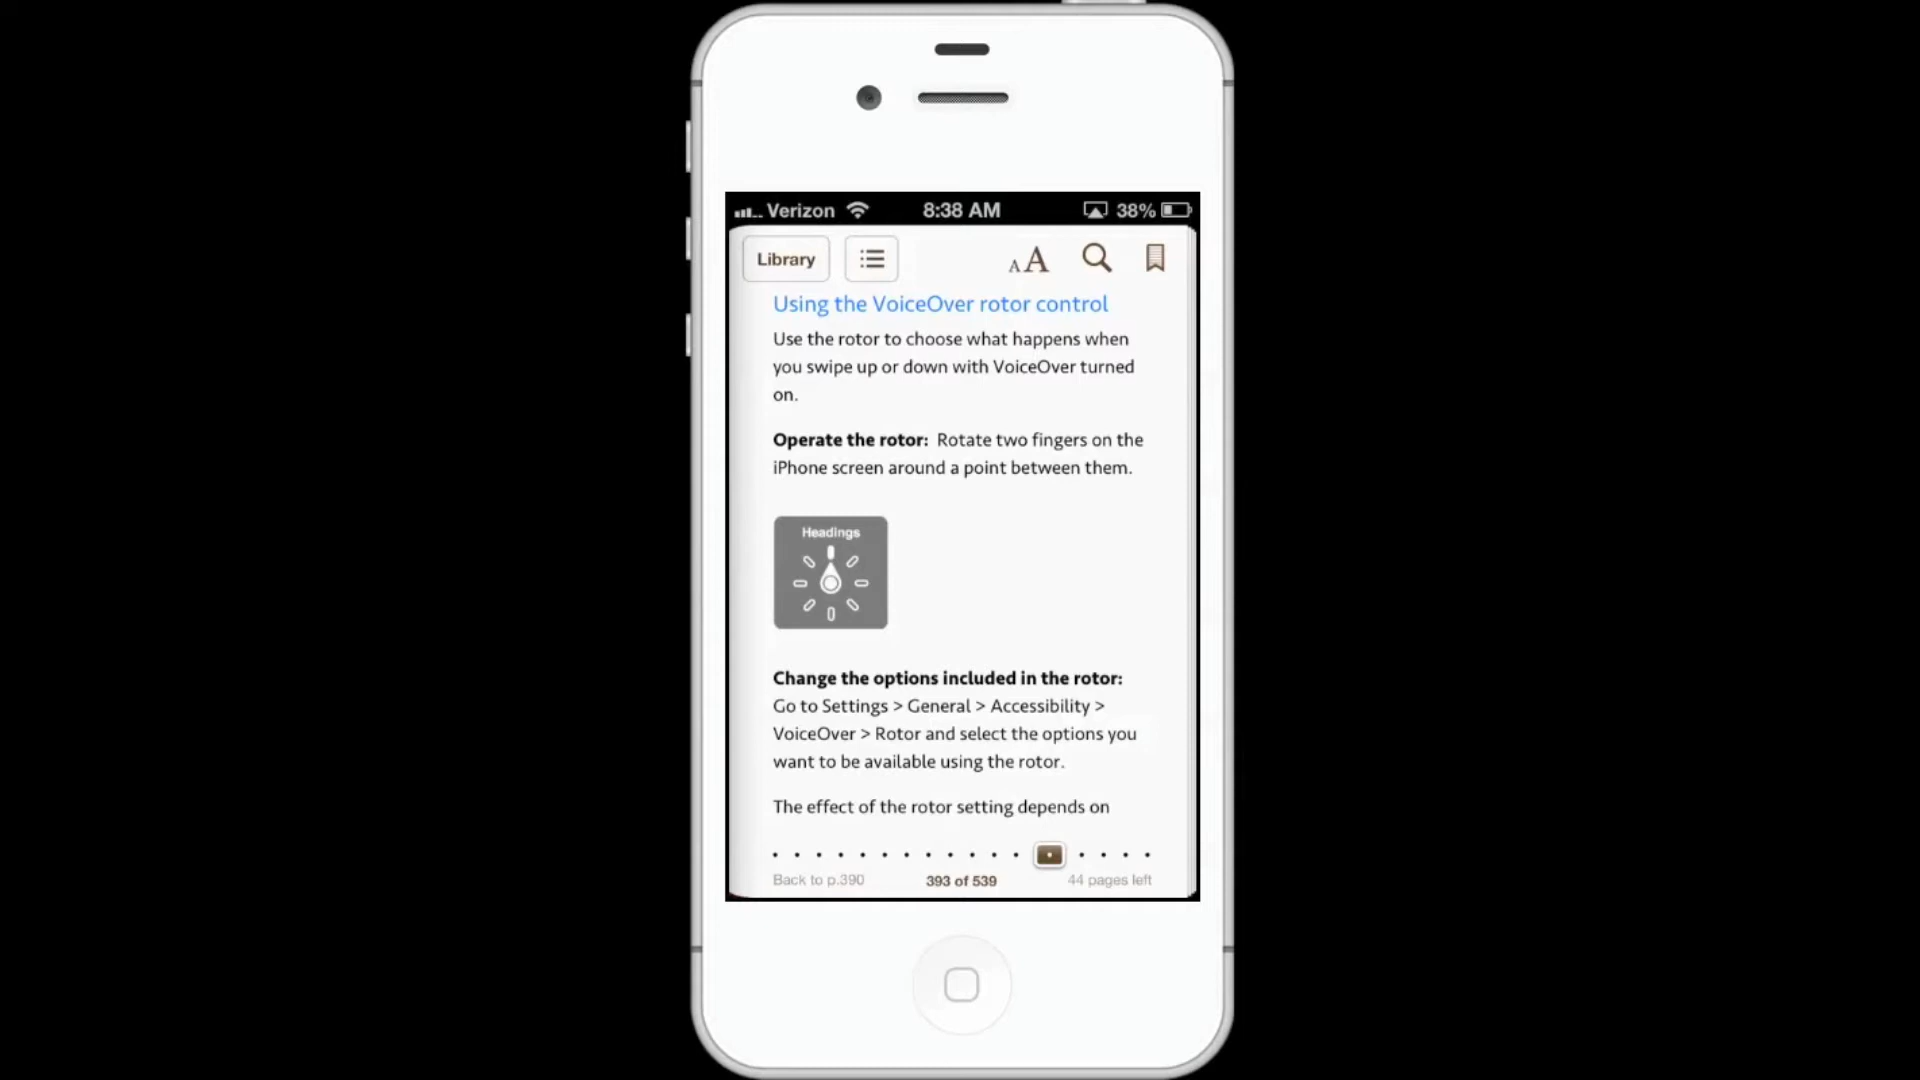 Verizon 8:38 AM 38%
Library AA
Using the VoiceOver rotor control
Use the rotor to choose what happens when
you swipe up or down with VoiceOver turned
on.
Operate the rotor: Rotate two fingers on the
iPhone screen around a point between them.
Headings
Change the options included in the rotor:
Go to Settings > General > Accessibility >
VoiceOver > Rotor and select the options you
want to be available using the rotor.
The effect of the rotor setting depends on
Back to p.390 393 of 539 44 pages left